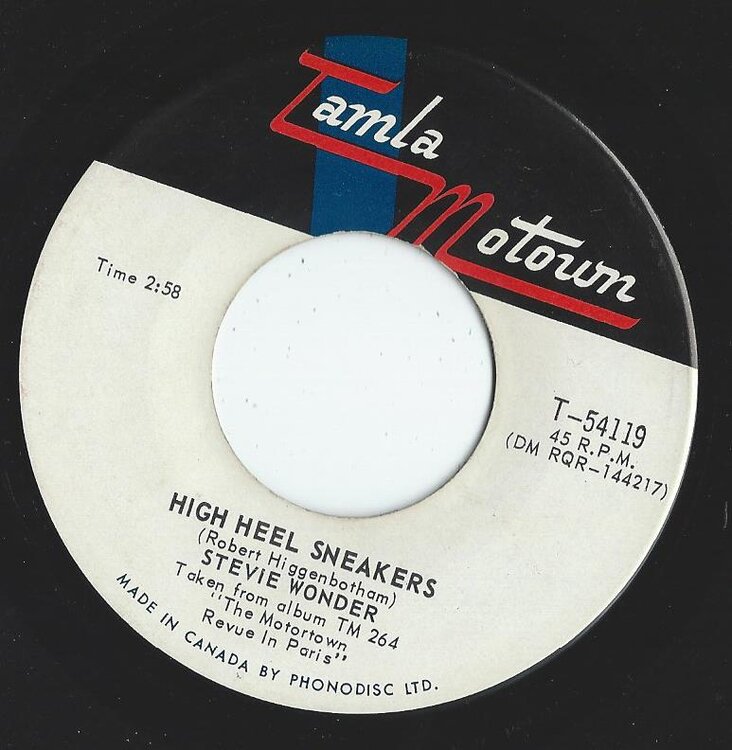 Tamla
Motown
Time 2:58
T-54119
45 R.P.M.
(DM RQR-144217)
HIGH HEEL SNEAKERS
(Robert Higgenbotham)
STEVIE WONDER
Taken from album TM 264
"The Motortown
Revue In Paris"
MADE IN CANADA BY PHONODISC LTD.